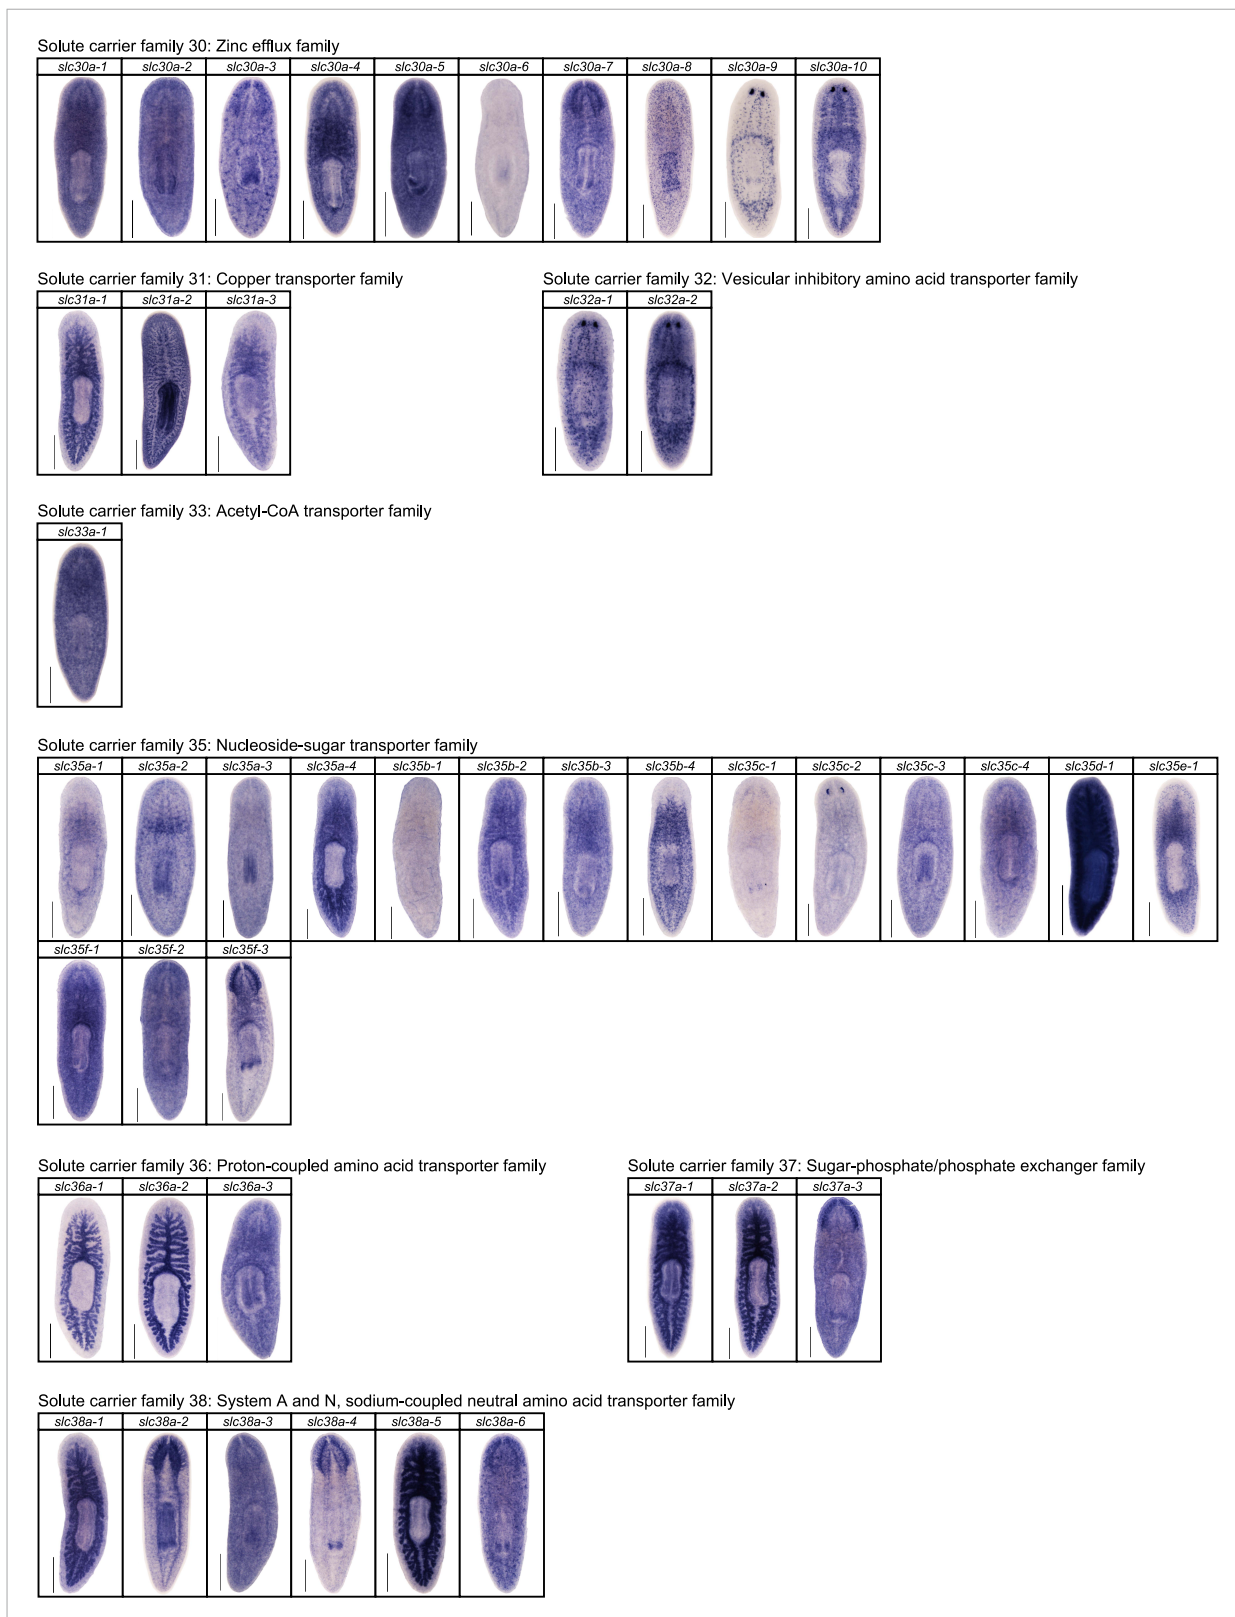 Solute carrier family 30: Zinc efflux family
slc30a-1 slc30a-2 slc30a-3 slc30a-4 slc30a-5 slc30a-6 slc30a-7 slc30a-8 slc30a-9 slc30a-10
Solute carrier family 31: Copper transporter family
slc31a-1 slc31a-2 slc31a-3
Solute carrier family 32: Vesicular inhibitory amino acid transporter family
slc32a-1 slc32a-2
Solute carrier family 33: Acetyl-CoA transporter family
slc33a-1
Solute carrier family 35: Nucleoside-sugar transporter family
slc35a-1 slc35a-2 slc35a-3 slc35a-4 slc35b-1 slc35b-2 slc35b-3 slc35b-4 slc35c-1 slc35c-2 slc35c-3 slc35c-4 slc35d-1 slc35e-1
slc35f-1 slc35f-2 slc35f-3
Solute carrier family 36: Proton-coupled amino acid transporter family
slc36a-1 slc36a-2 slc36a-3
Solute carrier family 37: Sugar-phosphate/phosphate exchanger family
slc37a-1 slc37a-2 slc37a-3
Solute carrier family 38: System A and N, sodium-coupled neutral amino acid transporter family
slc38a-1 slc38a-2 slc38a-3 slc38a-4 slc38a-5 slc38a-6